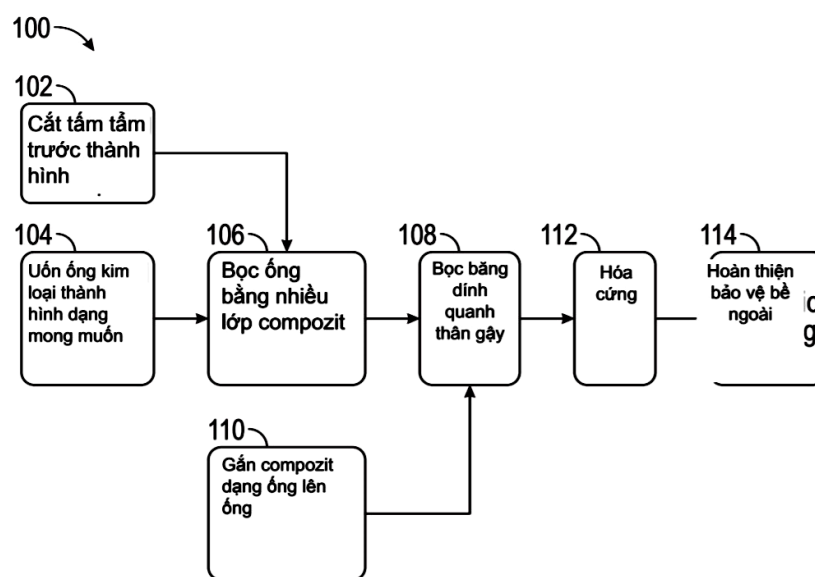 100
102
Cắt tấm tẩm
trước thành
hình
104
Uốn ống kim
loại thành
hình dạng
mong muốn
106
Bọc ống
bằng nhiều
lớp compozit
108
Bọc băng
dính
quanh
thân gậy
112
Hóa
cứng
114
Hoàn thiện
bảo vệ bề
ngoài
110
Gắn compozit
dạng ống lên
ống